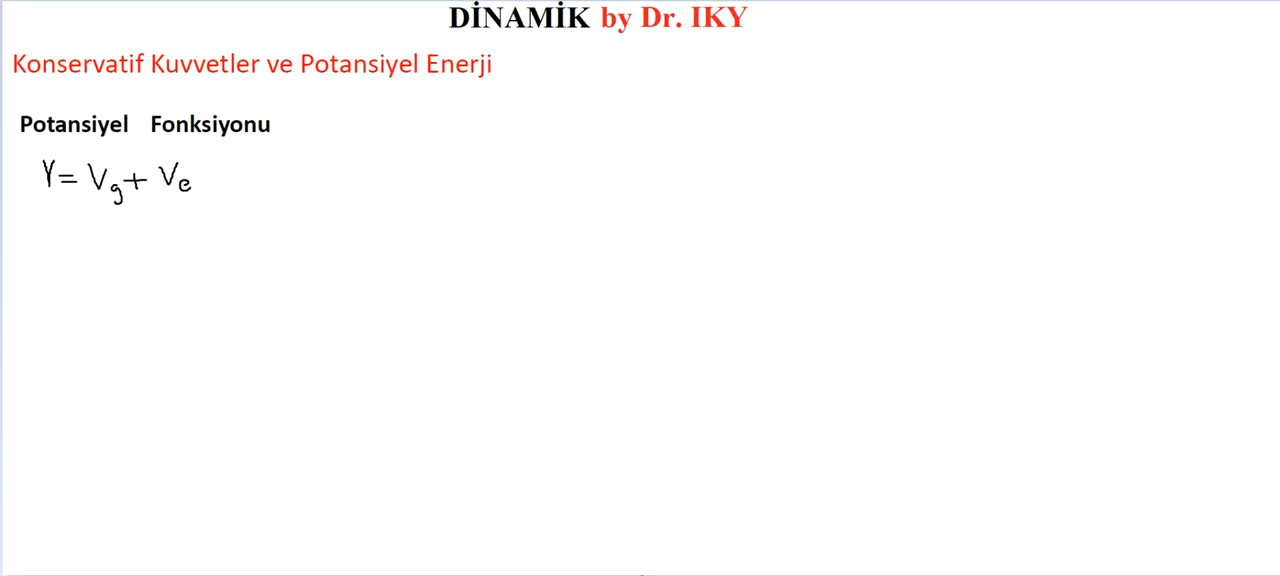 DİNAMİK by Dr. IKY
Konservatif Kuvvetler ve Potansiyel Enerji
Potansiyel Fonksiyonu
V= Vg+ Ve